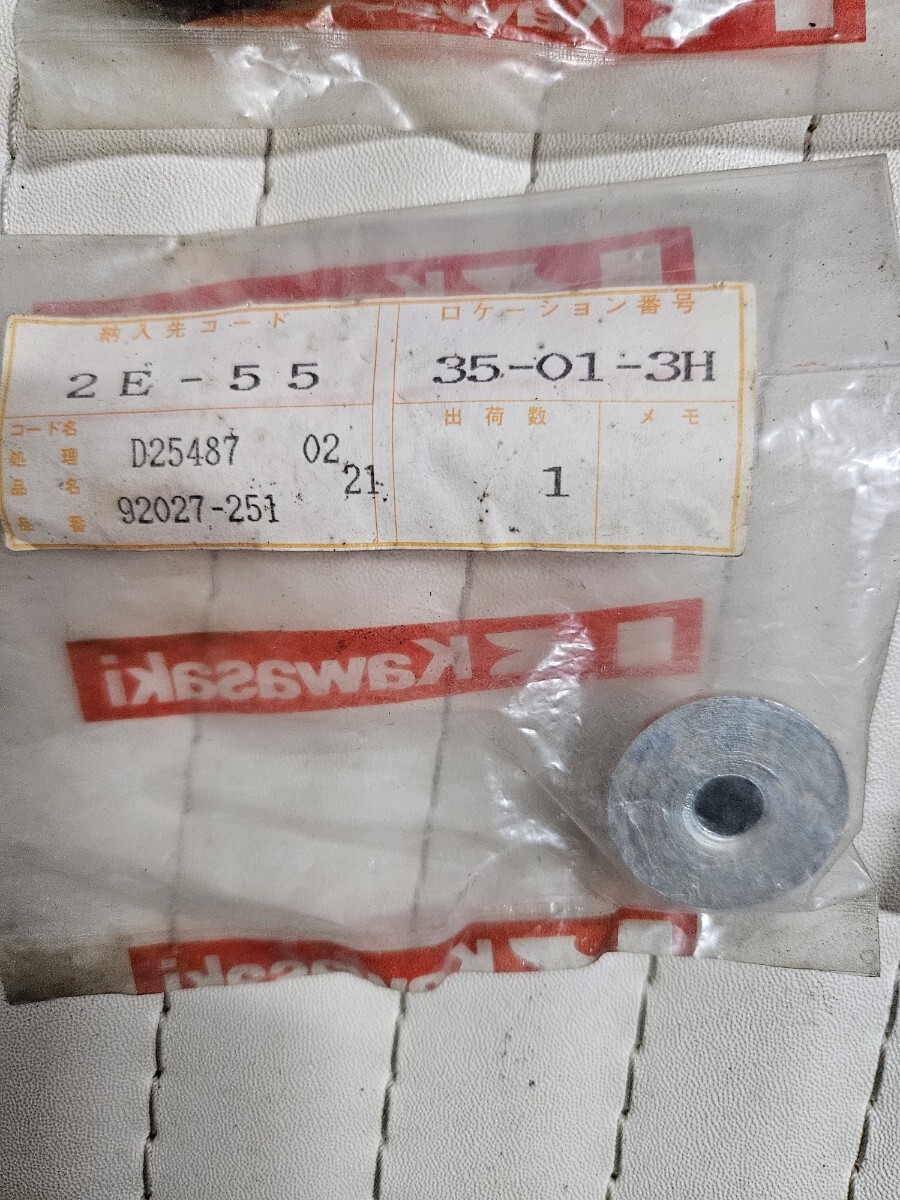 Kawasaki
納入先コード
ロケーション番号
2E-55
35-01-3H
コード名
処理
D25487 02
出荷数
メモ
品名
21
1
品番
92027-251
Kawasaki
Kawasaki